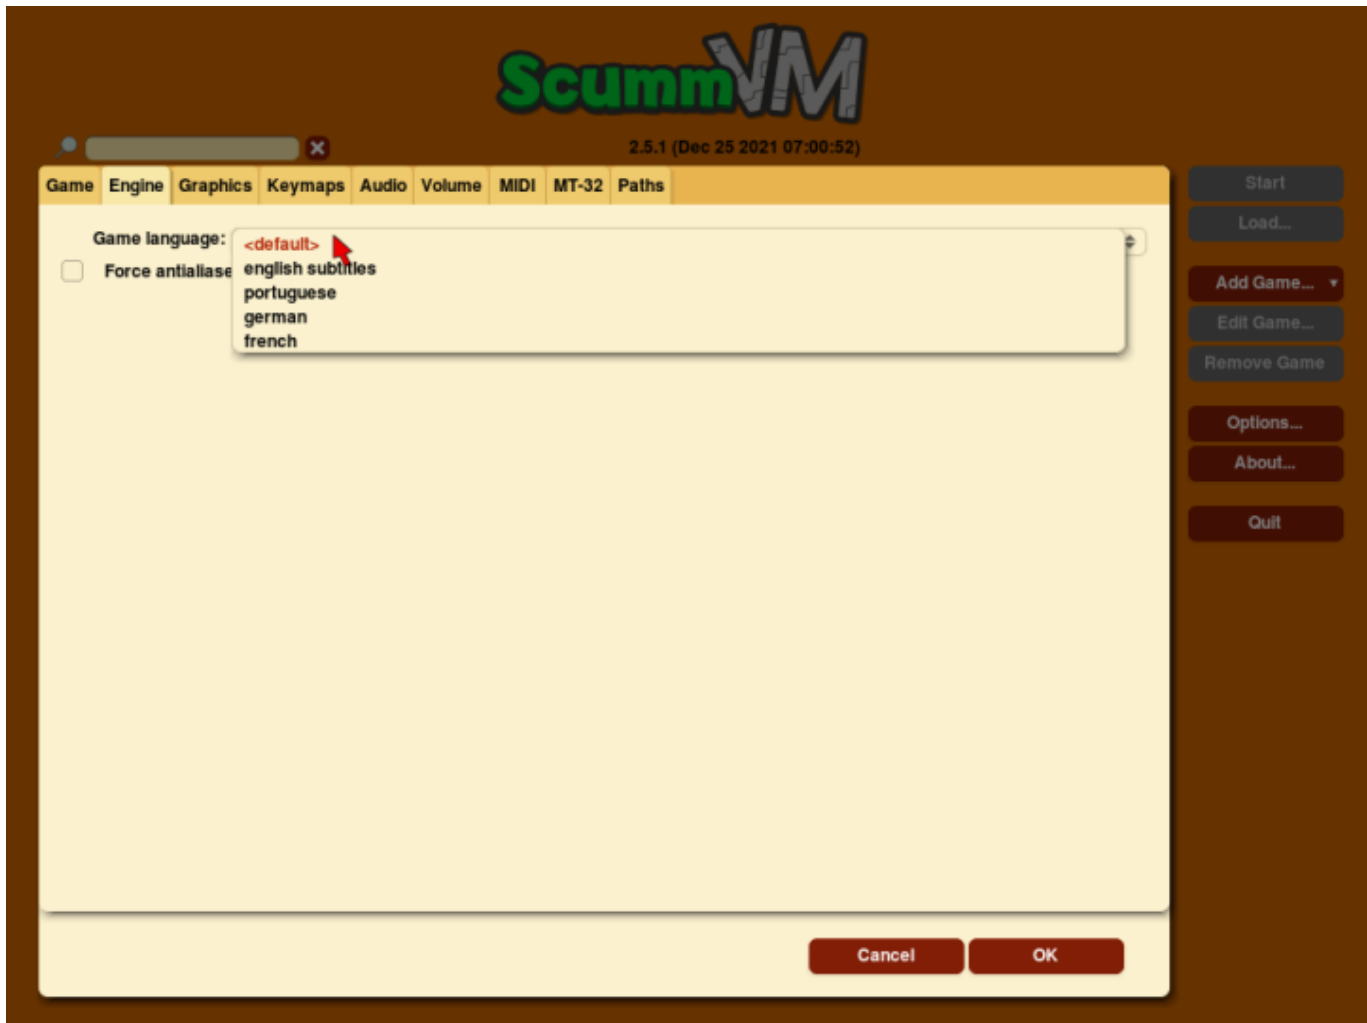 ScummVM
2.5.1 (Dec 25 2021 07:00:52)
Game Engine Graphics Keymaps Audio Volume MIDI MT-32 Paths
Game language:
<default>
english subtitles
portuguese
german
french
Force antialiase
Cancel
OK
Start
Load...
Add Game...
Edit Game...
Remove Game
Options...
About...
Quit